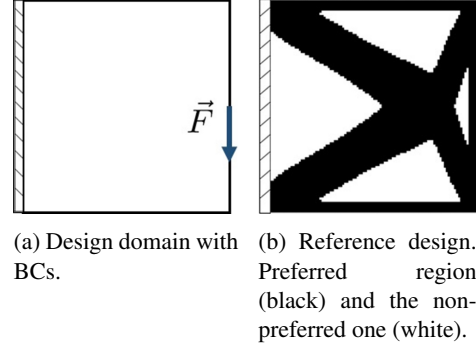 F
(a) Design domain with
BCs.
(b) Reference design.
Preferred region
(black) and the non-
preferred one (white).